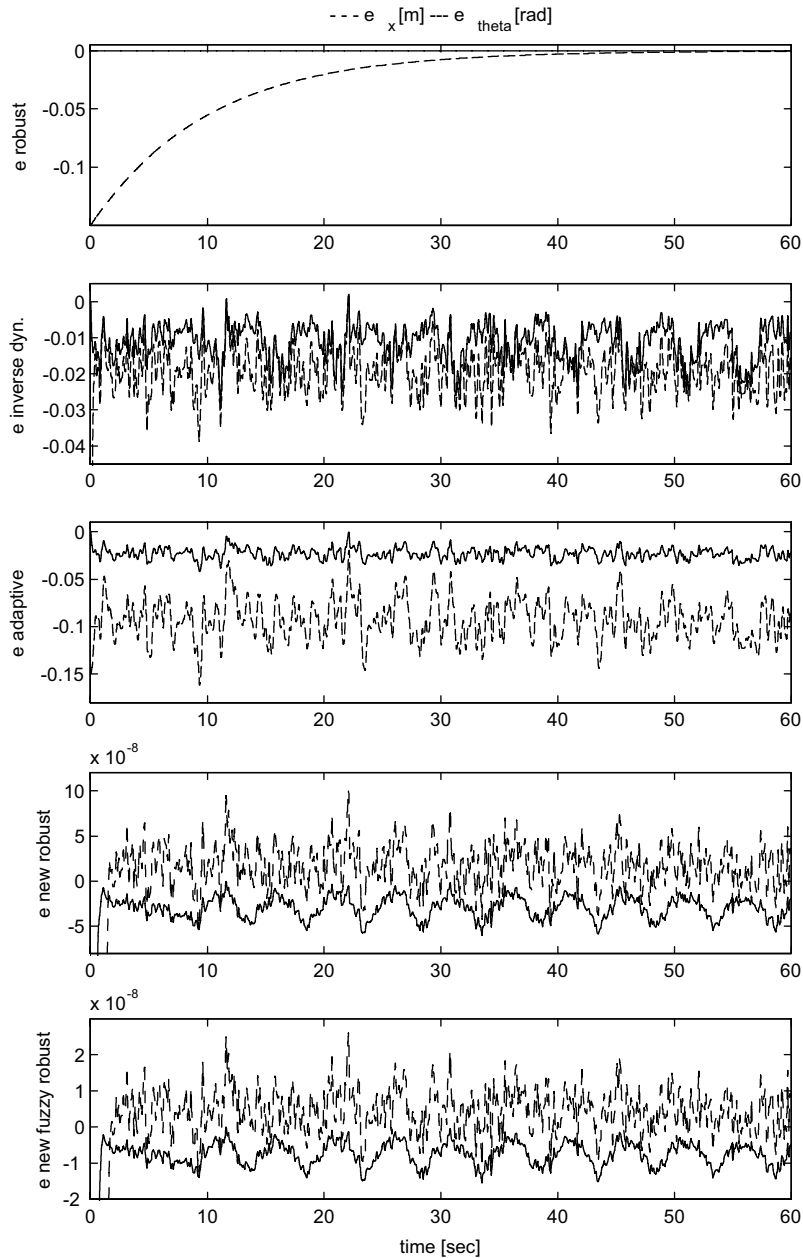 --- e x [m] --- e theta [rad]
0
-0.05
-0.1
e robust
0 10 20 30 40 50 60
0
-0.01
-0.02
-0.03
-0.04
e inverse dyn.
0 10 20 30 40 50 60
0
-0.05
-0.1
-0.15
e adaptive
0 10 20 30 40 50 60
x 10-8
10
5
0
-5
e new robust
0 10 20 30 40 50 60
x 10-8
2
1
0
-1
-2
e new fuzzy robust
0 10 20 30 40 50 60
time [sec]